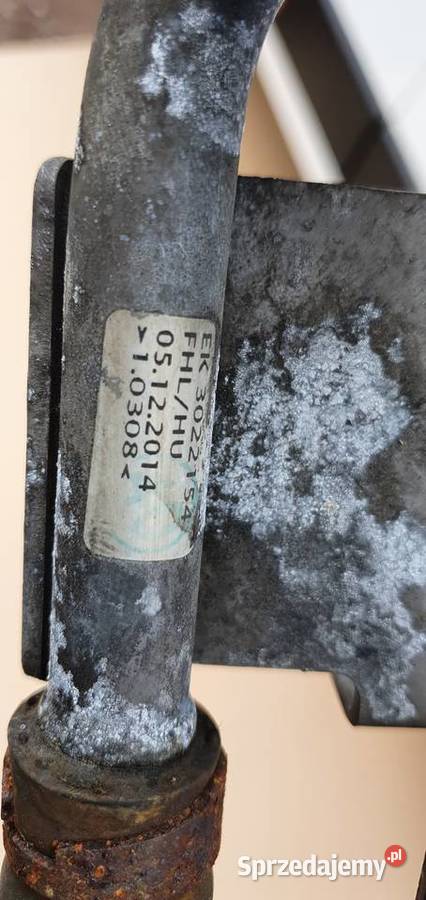 EK 3022154
FHL/HU
05.12.2014
>1.0308<
Sprzedajemy.pl